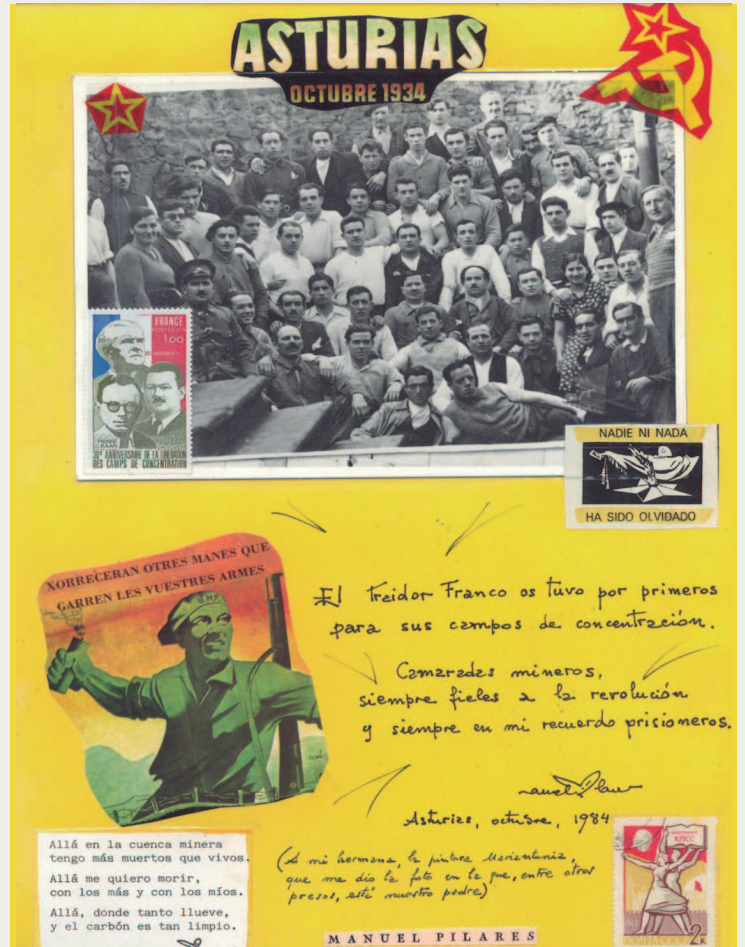 ASTURIAS
OCTUBRE 1934
FRANCE
1,00
30e ANNIVERSAIRE DE LA LIBERATION
DES CAMPS DE CONCENTRATION
NADIE NI NADA
HA SIDO OLVIDADO
XORRECERAN OTRES MANES QUE
GARREN LES VUESTRES ARMES
UHP
El traidor Franco os tuvo por primeros
para sus campos de concentración.
Camaradas mineros,
siempre fieles a la revolución
y siempre en mi recuerdo prisioneros.
Asturias, octubre, 1984
(A mi hermana, la pintora Mariantonia,
que me dio la foto en la que, entre otros
presos, está nuestro padre)
Allá en la cuenca minera
tengo más muertos que vivos.
Allá me quiero morir,
con los más y con los míos.
Allá, donde tanto llueve,
y el carbón es tan limpio.
MANUEL PILARES
2K